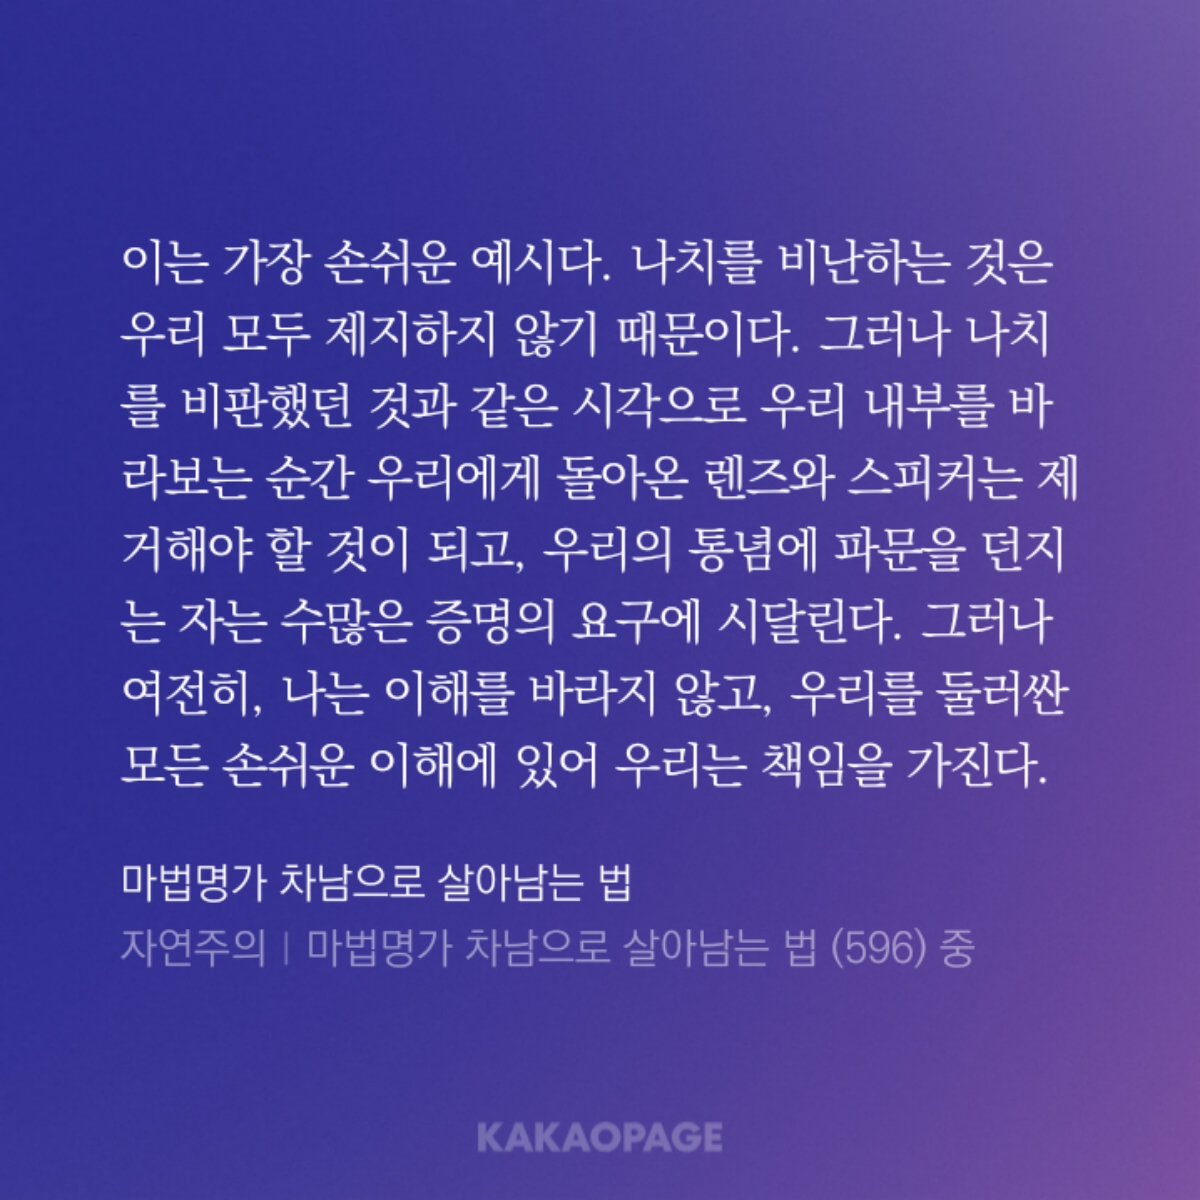 이는 가장 손쉬운 예시다. 나치를 비난하는 것은
우리 모두 제지하지 않기 때문이다. 그러나 나치
를 비판했던 것과 같은 시각으로 우리 내부를 바
라보는 순간 우리에게 돌아온 렌즈와 스피커는 제
거해야 할 것이 되고, 우리의 통념에 파문을 던지
는 자는 수많은 증명의 요구에 시달린다. 그러나
여전히, 나는 이해를 바라지 않고, 우리를 둘러싼
모든 손쉬운 이해에 있어 우리는 책임을 가진다.
마법명가 차남으로 살아남는 법
자연주의 | 마법명가 차남으로 살아남는 법 (596) 중
KAKAOPAGE